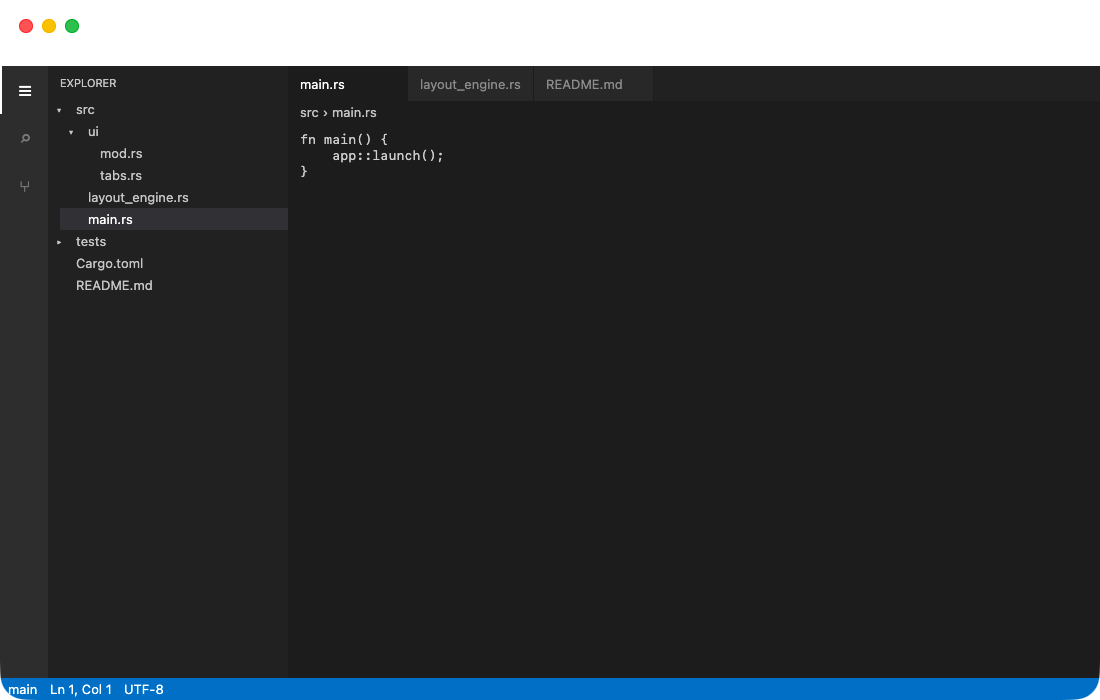 EXPLORER
src
ui
mod.rs
tabs.rs
layout_engine.rs
main.rs
tests
Cargo.toml
README.md
main.rs layout_engine.rs README.md
src › main.rs
fn main() {
    app::launch();
}
main Ln 1, Col 1 UTF-8